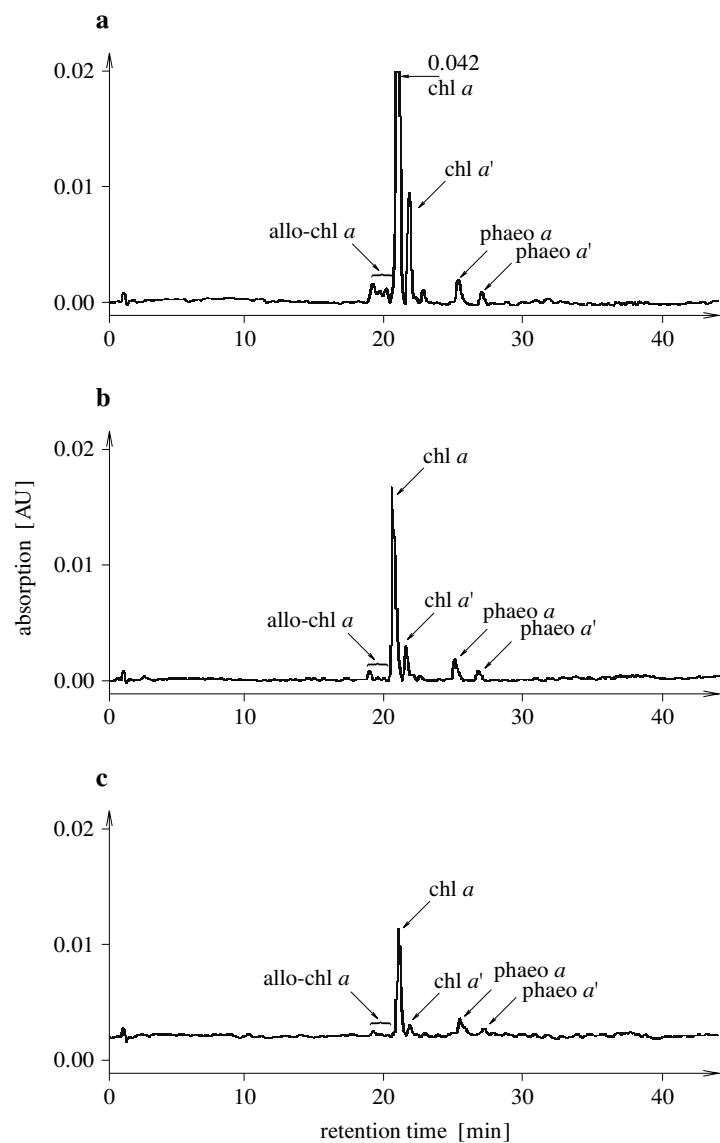 a
0.02
0.042
chl a
chl a'
0.01
allo-chl a
phaeo a
phaeo a'
0.00
0 10 20 30 40
b
0.02
chl a
0.01
chl a'
allo-chl a
phaeo a
phaeo a'
0.00
0 10 20 30 40
absorption [AU]
c
0.02
chl a
0.01
allo-chl a
chl a'
phaeo a
phaeo a'
0.00
0 10 20 30 40
retention time [min]